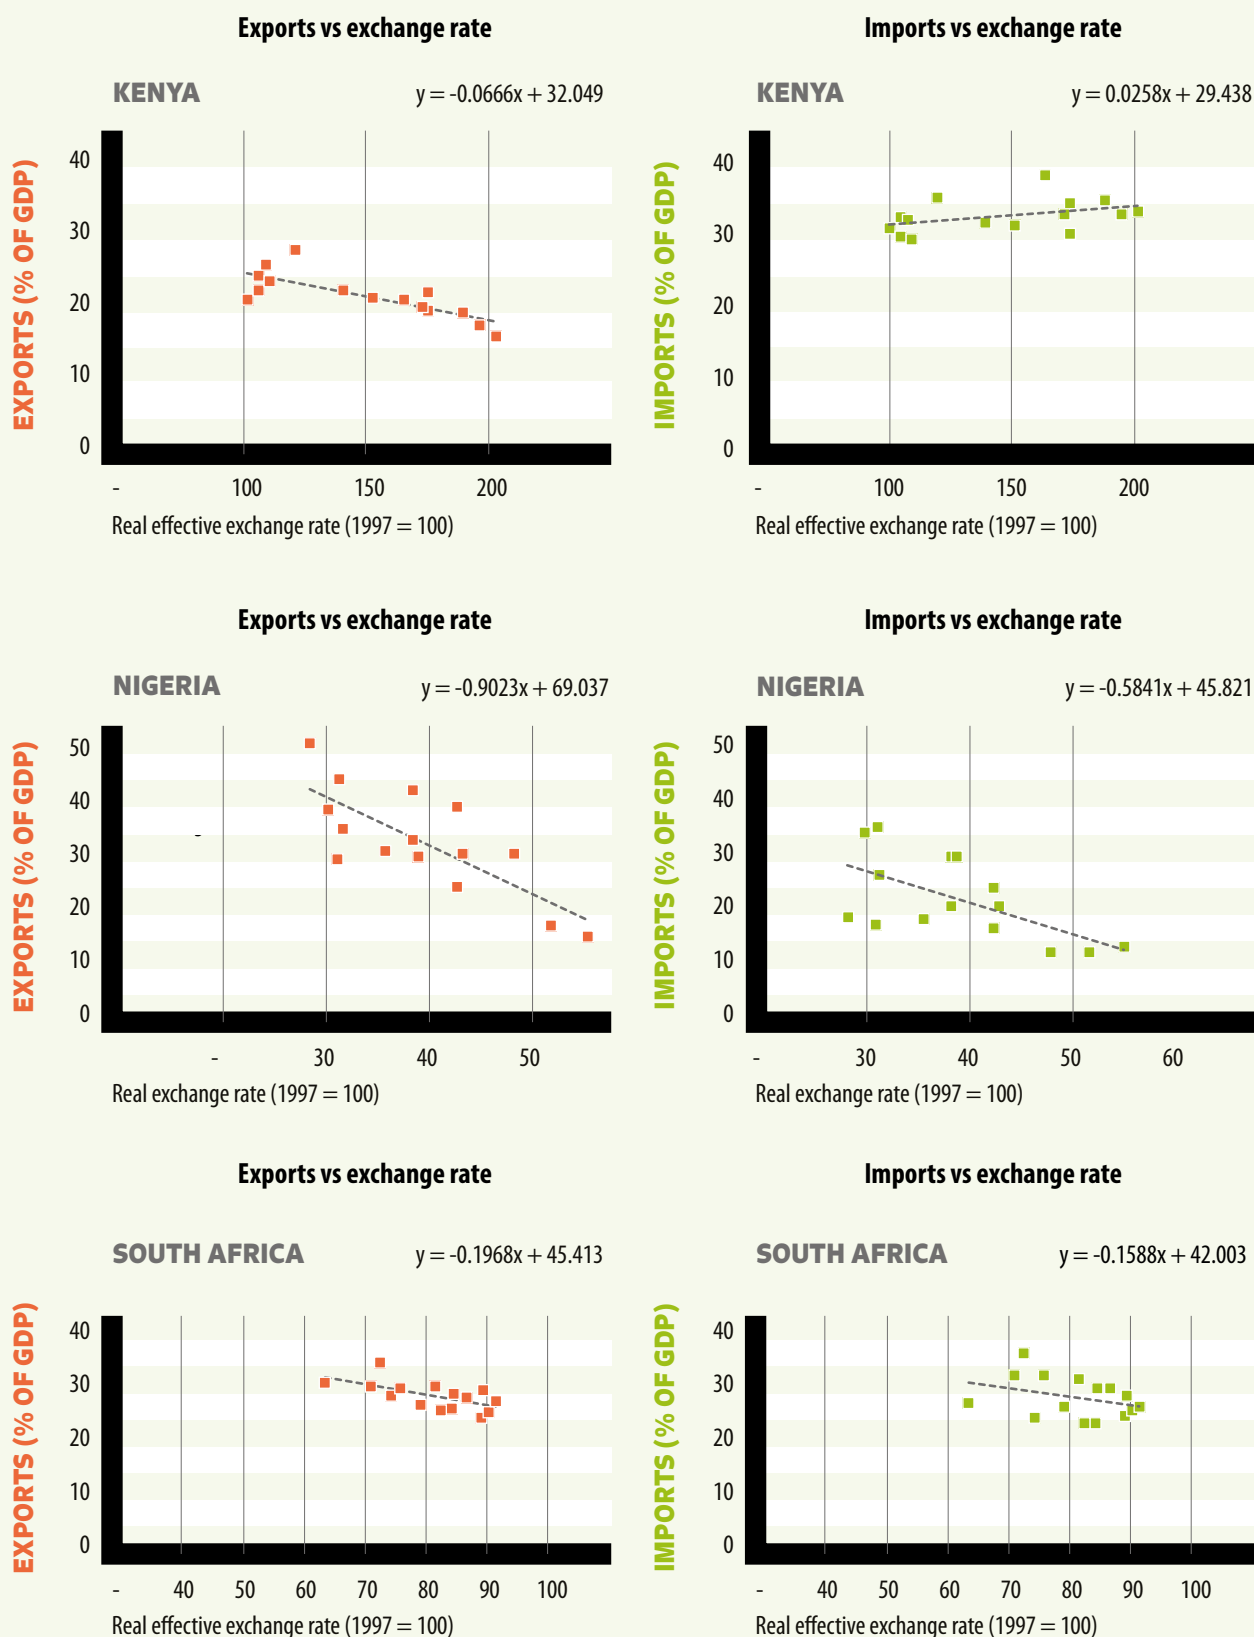 Exports vs exchange rate
KENYA
y = -0.0666x + 32.049
EXPORTS (% OF GDP)
40
30
20
10
0
- 100 150 200
Real effective exchange rate (1997 = 100)
Imports vs exchange rate
KENYA
y = 0.0258x + 29.438
IMPORTS (% OF GDP)
40
30
20
10
0
- 100 150 200
Real effective exchange rate (1997 = 100)
Exports vs exchange rate
NIGERIA
y = -0.9023x + 69.037
EXPORTS (% OF GDP)
50
40
30
20
10
0
- 30 40 50
Real exchange rate (1997 = 100)
Imports vs exchange rate
NIGERIA
y = -0.5841x + 45.821
IMPORTS (% OF GDP)
50
40
30
20
10
0
- 30 40 50 60
Real exchange rate (1997 = 100)
Exports vs exchange rate
SOUTH AFRICA
y = -0.1968x + 45.413
EXPORTS (% OF GDP)
40
30
20
10
0
- 40 50 60 70 80 90 100
Real effective exchange rate (1997 = 100)
Imports vs exchange rate
SOUTH AFRICA
y = -0.1588x + 42.003
IMPORTS (% OF GDP)
40
30
20
10
0
- 40 50 60 70 80 90 100
Real effective exchange rate (1997 = 100)